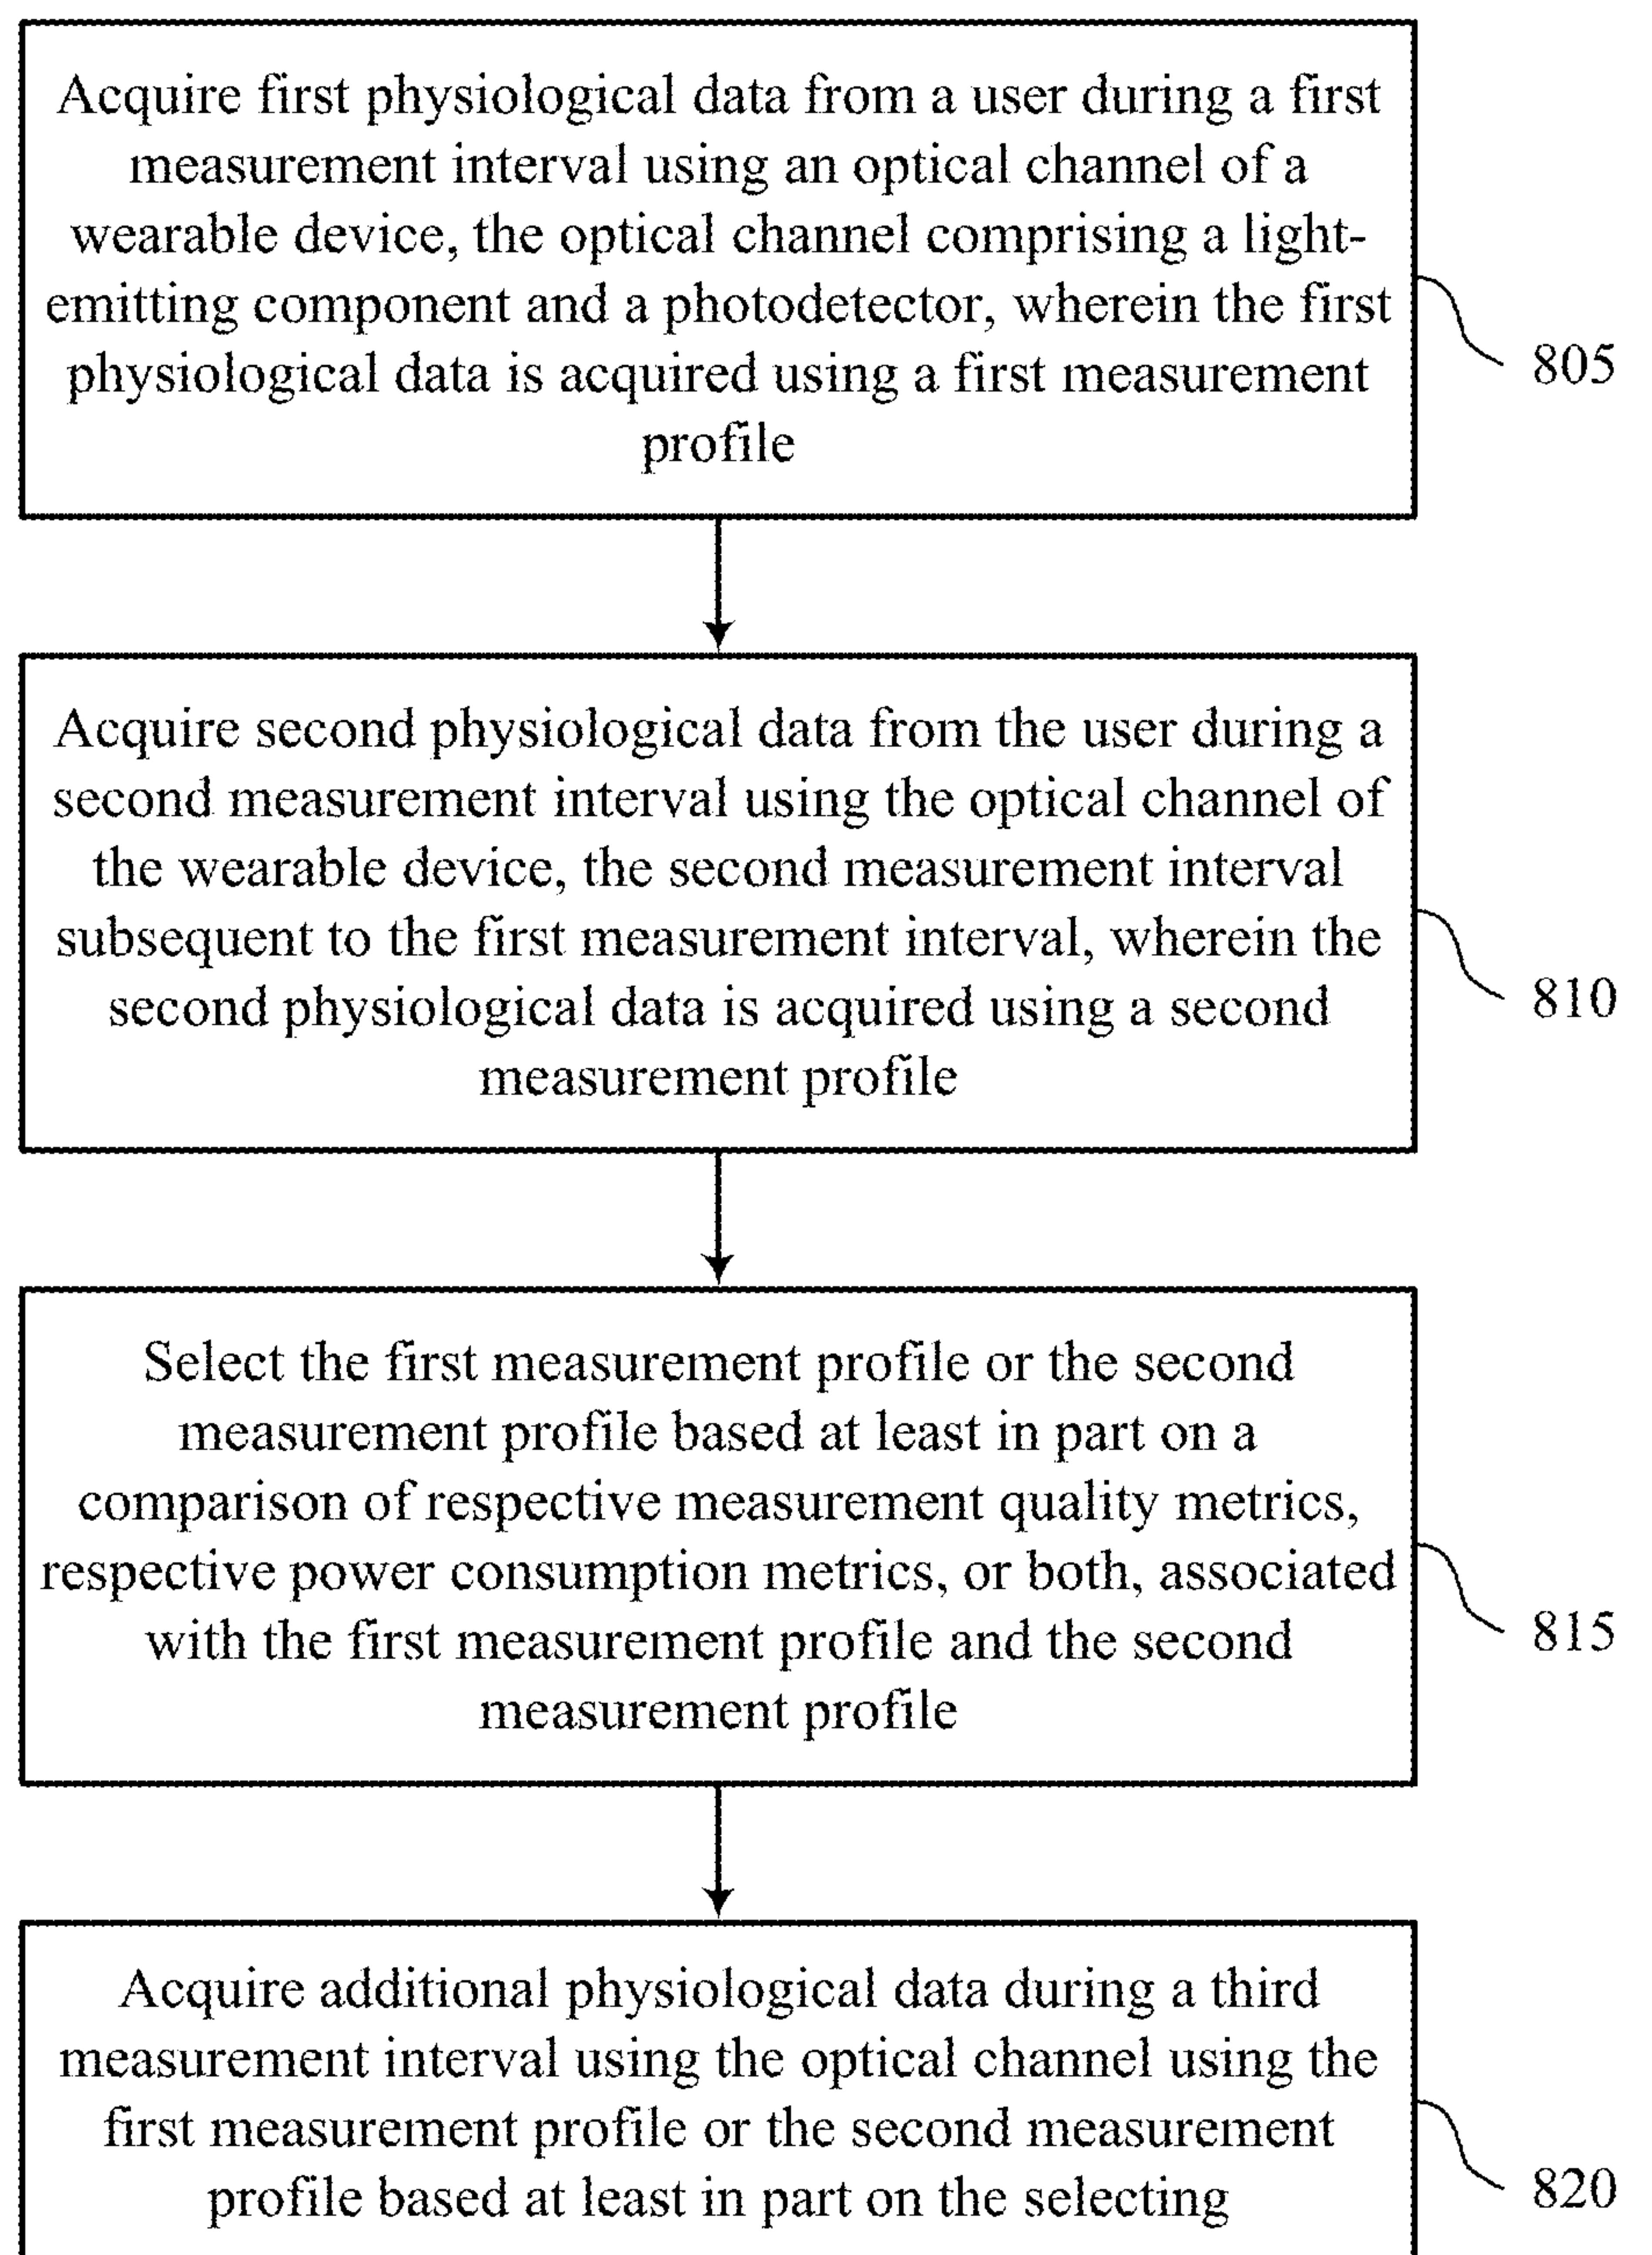 Acquire first physiological data from a user during a first
measurement interval using an optical channel of a
wearable device, the optical channel comprising a light-
emitting component and a photodetector, wherein the first
physiological data is acquired using a first measurement
profile
805
Acquire second physiological data from the user during a
second measurement interval using the optical channel of
the wearable device, the second measurement interval
subsequent to the first measurement interval, wherein the
second physiological data is acquired using a second
measurement profile
810
Select the first measurement profile or the second
measurement profile based at least in part on a
comparison of respective measurement quality metrics,
respective power consumption metrics, or both, associated
with the first measurement profile and the second
measurement profile
815
Acquire additional physiological data during a third
measurement interval using the optical channel using the
first measurement profile or the second measurement
profile based at least in part on the selecting
820